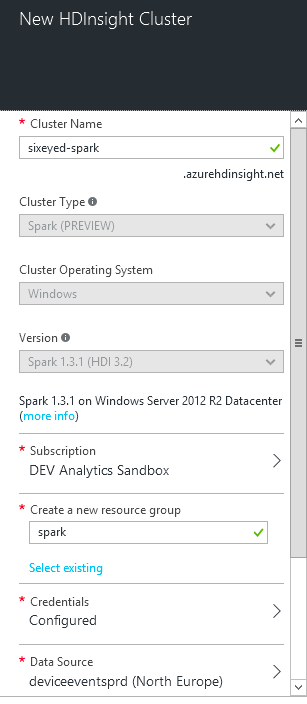 New HDInsight Cluster
* Cluster Name
sixeyed-spark
.azurehdinsight.net
Cluster Type
Spark (PREVIEW)
Cluster Operating System
Windows
Version
Spark 1.3.1 (HDI 3.2)
Spark 1.3.1 on Windows Server 2012 R2 Datacenter
(more info)
* Subscription
DEV Analytics Sandbox
* Create a new resource group
spark
Select existing
* Credentials
Configured
* Data Source
deviceeventsprd (North Europe)